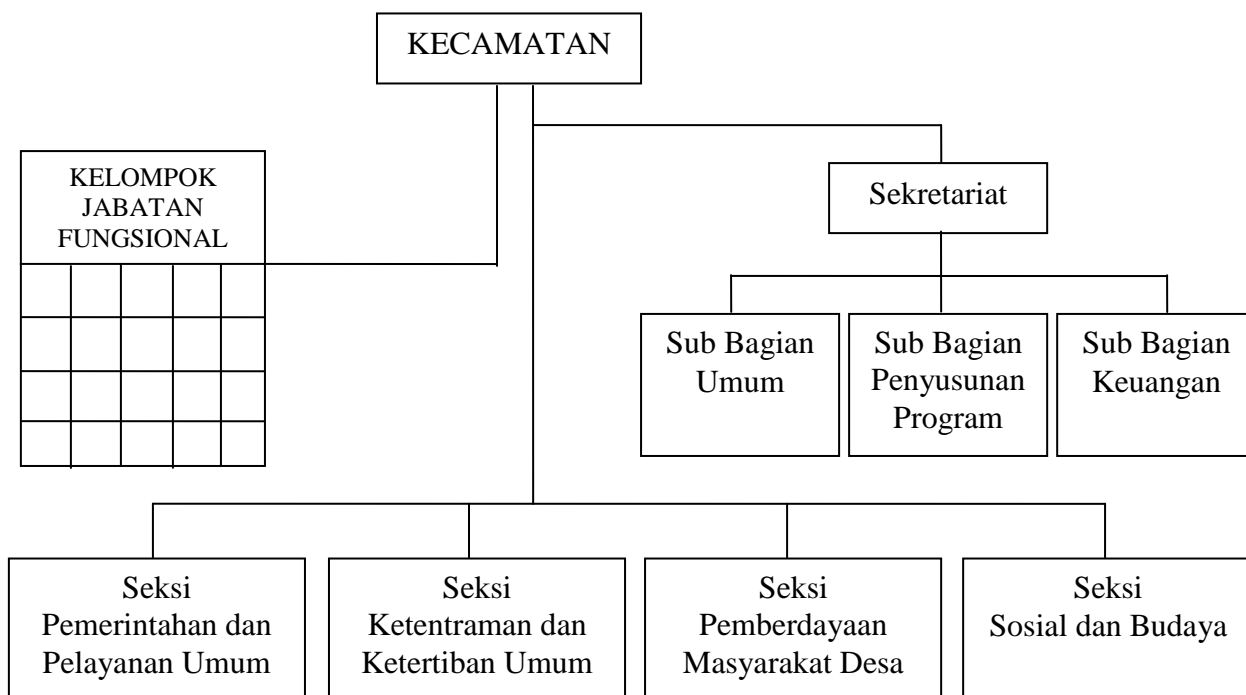 KECAMATAN
KELOMPOK
JABATAN
FUNGSIONAL
Sekretariat
Sub Bagian
Umum
Sub Bagian
Penyusunan
Program
Sub Bagian
Keuangan
Seksi
Pemerintahan dan
Pelayanan Umum
Seksi
Ketentraman dan
Ketertiban Umum
Seksi
Pemberdayaan
Masyarakat Desa
Seksi
Sosial dan Budaya